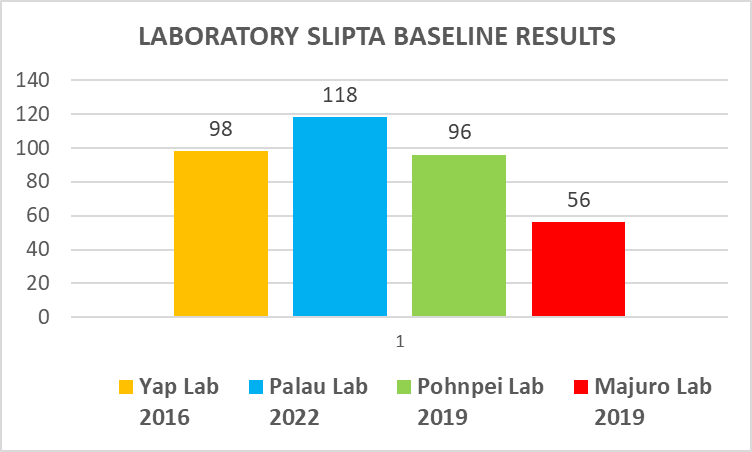 LABORATORY SLIPTA BASELINE RESULTS
140
120
100
80
60
40
20
0
98
118
96
56
1
Yap Lab 2016
Palau Lab 2022
Pohnpei Lab 2019
Majuro Lab 2019